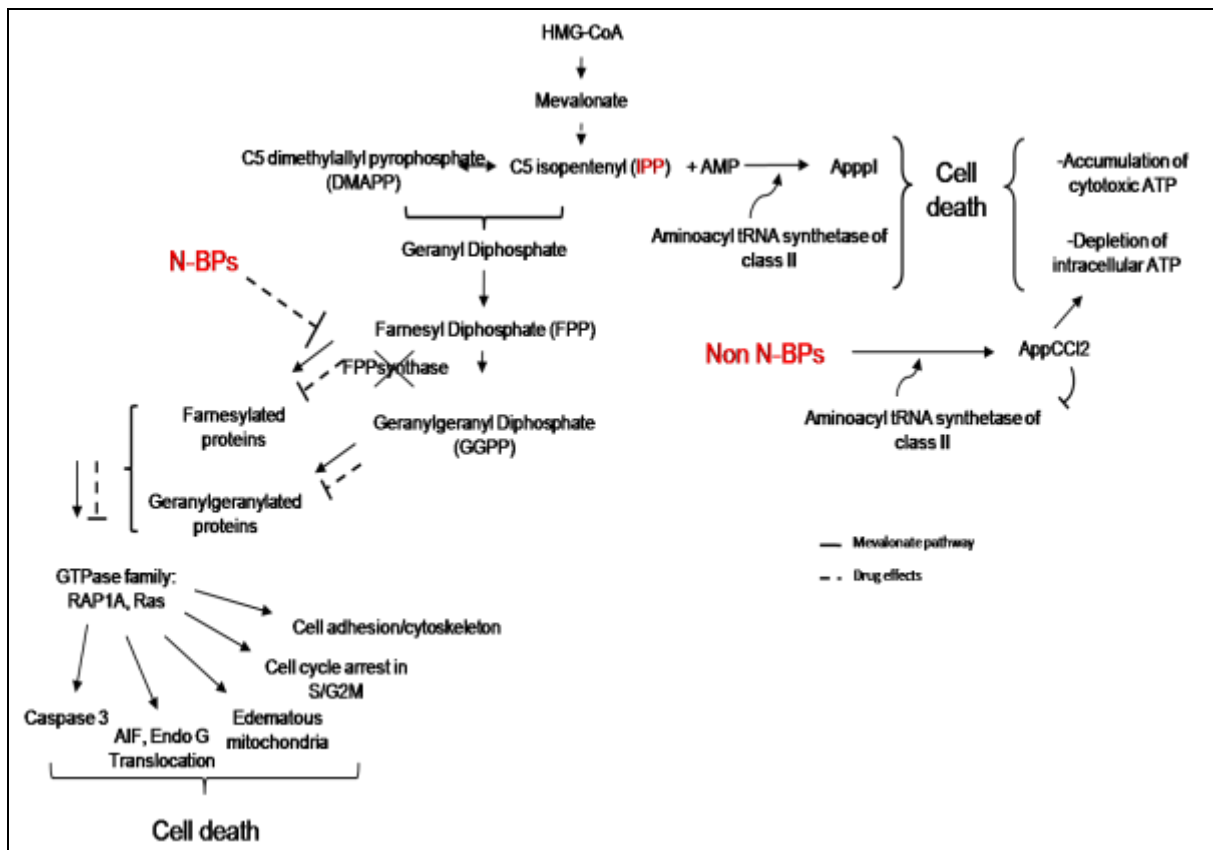 HMG-CoA
Mevalonate
C5 dimethylallyl pyrophosphate
(DMAPP)
C5 isopentenyl (IPP)
+ AMP
ApppI
Cell
death
-Accumulation of
cytotoxic ATP
-Depletion of
intracellular ATP
Aminoacyl tRNA synthetase of
class II
Geranyl Diphosphate
N-BPs
Farnesyl Diphosphate (FPP)
FPPsynthase
Non N-BPs
AppCCl2
Aminoacyl tRNA synthetase of
class II
Farnesylated
proteins
Geranylgeranyl Diphosphate
(GGPP)
Geranylgeranylated
proteins
Mevalonate pathway
Drug effects
GTPase family:
RAP1A, Ras
Cell adhesion/cytoskeleton
Cell cycle arrest in
S/G2M
Caspase 3
AIF, Endo G
Translocation
Edematous
mitochondria
Cell death